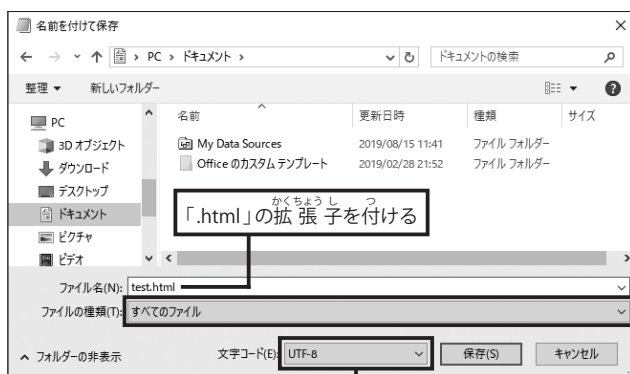 名前を付けて保存
PC › ドキュメント ›
ドキュメントの検索
整理 新しいフォルダー
名前 更新日時 種類 サイズ
PC
3D オブジェクト
ダウンロード
デスクトップ
ドキュメント
ピクチャ
ビデオ
My Data Sources 2019/08/15 11:41 ファイル フォルダー
Office のカスタム テンプレート 2019/02/28 21:52 ファイル フォルダー
かくちょうし つ
「.html」の拡張子を付ける
ファイル名(N): test.html
ファイルの種類(T): すべてのファイル
フォルダーの非表示 文字コード(E): UTF-8 保存(S) キャンセル